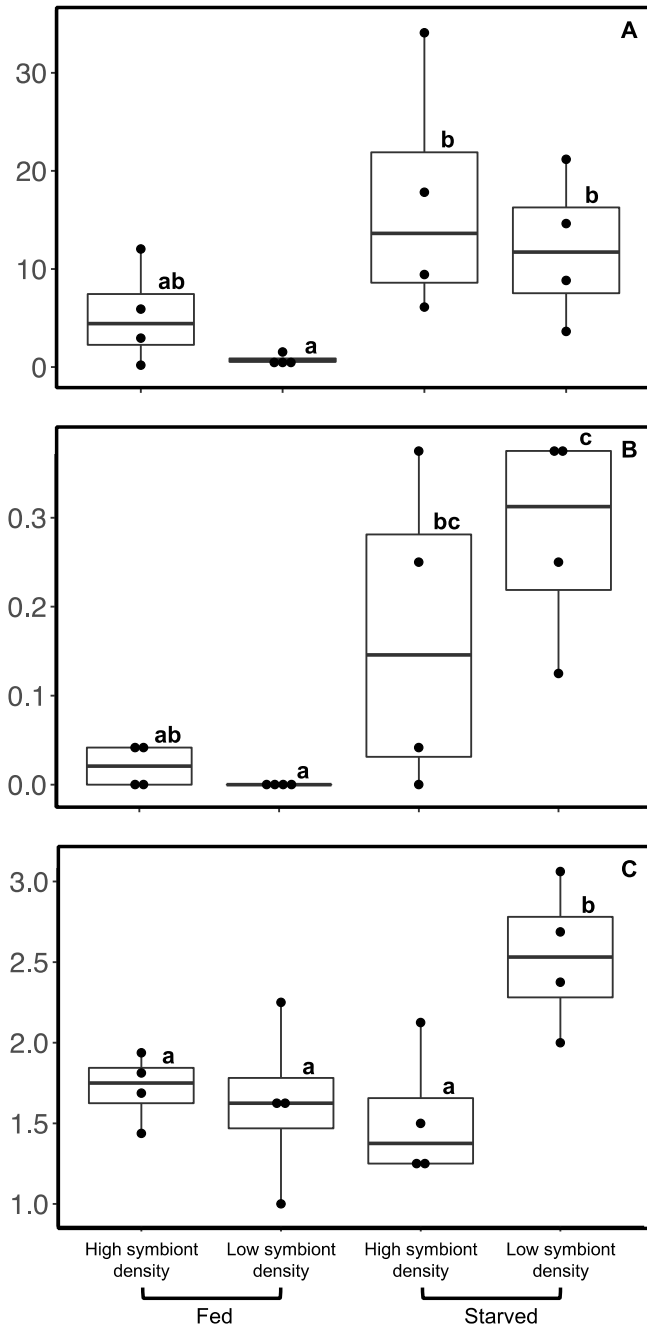 A
30
20
10
0
ab
a
b
b
B
0.3
0.2
0.1
0.0
ab
a
bc
c
C
3.0
2.5
2.0
1.5
1.0
a
a
a
b
High symbiont density
Low symbiont density
High symbiont density
Low symbiont density
Fed
Starved